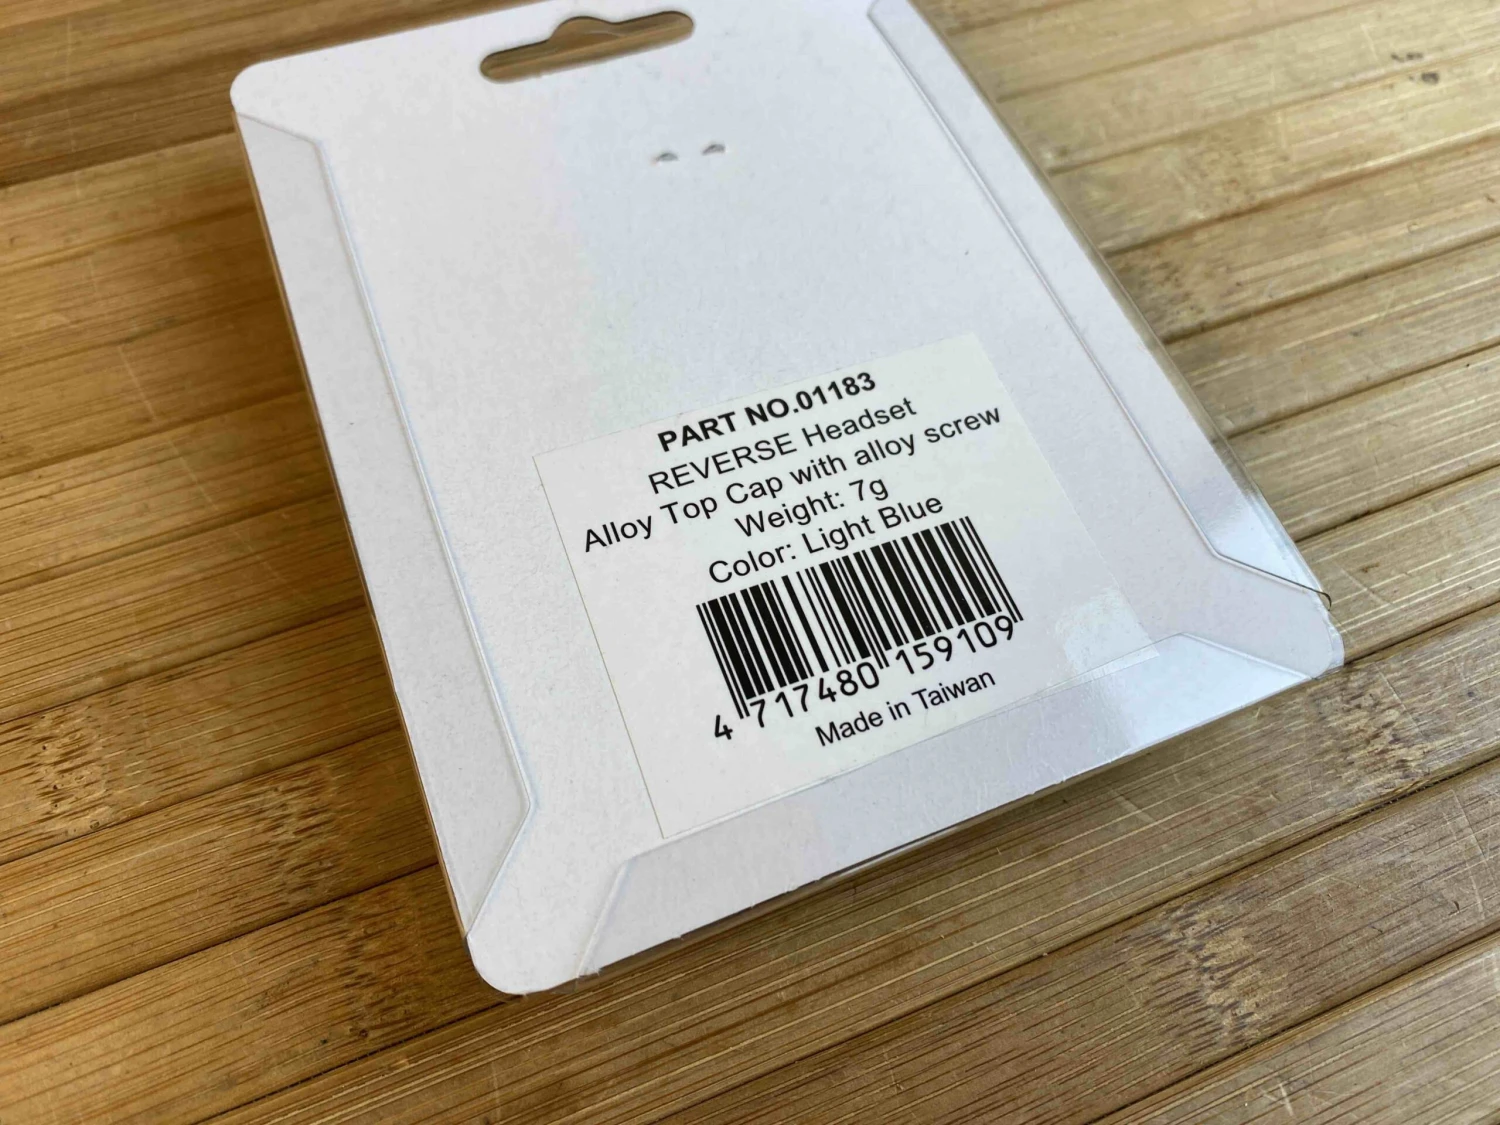 PART NO.01183
REVERSE Headset
Alloy Top Cap with alloy screw
Weight: 7g
Color: Light Blue
4 717480 159109
Made in Taiwan